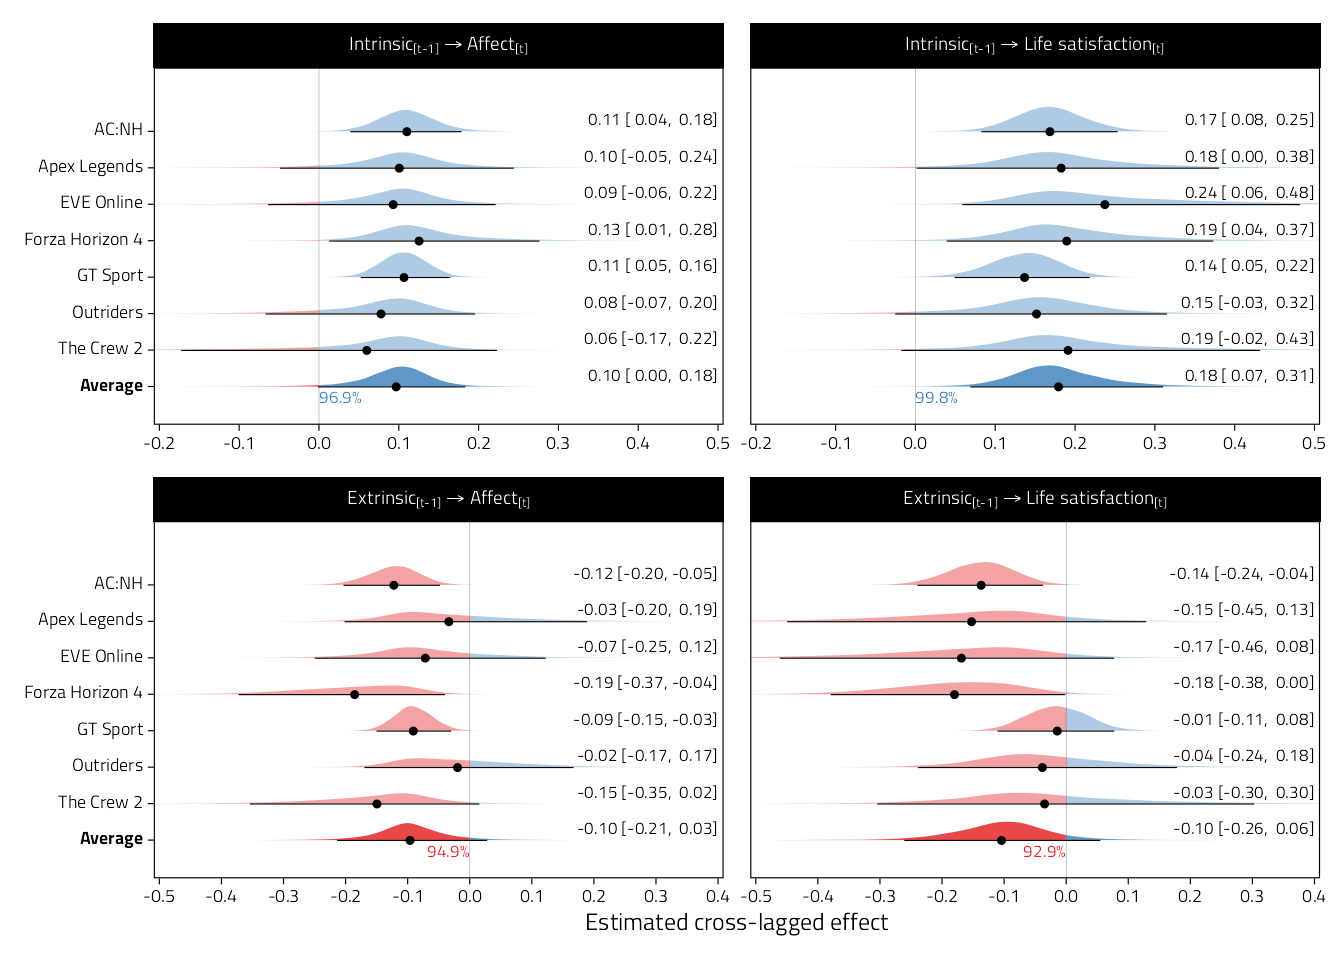 Intrinsic[t-1] → Affect[t]
AC:NH 0.11 [ 0.04, 0.18]
Apex Legends 0.10 [-0.05, 0.24]
EVE Online 0.09 [-0.06, 0.22]
Forza Horizon 4 0.13 [ 0.01, 0.28]
GT Sport 0.11 [ 0.05, 0.16]
Outriders 0.08 [-0.07, 0.20]
The Crew 2 0.06 [-0.17, 0.22]
Average 0.10 [ 0.00, 0.18]
96.9%
-0.2 -0.1 0.0 0.1 0.2 0.3 0.4 0.5
Intrinsic[t-1] → Life satisfaction[t]
0.17 [ 0.08, 0.25]
0.18 [ 0.00, 0.38]
0.24 [ 0.06, 0.48]
0.19 [ 0.04, 0.37]
0.14 [ 0.05, 0.22]
0.15 [-0.03, 0.32]
0.19 [-0.02, 0.43]
0.18 [ 0.07, 0.31]
99.8%
-0.2 -0.1 0.0 0.1 0.2 0.3 0.4 0.5
Extrinsic[t-1] → Affect[t]
AC:NH -0.12 [-0.20, -0.05]
Apex Legends -0.03 [-0.20, 0.19]
EVE Online -0.07 [-0.25, 0.12]
Forza Horizon 4 -0.19 [-0.37, -0.04]
GT Sport -0.09 [-0.15, -0.03]
Outriders -0.02 [-0.17, 0.17]
The Crew 2 -0.15 [-0.35, 0.02]
Average -0.10 [-0.21, 0.03]
94.9%
-0.5 -0.4 -0.3 -0.2 -0.1 0.0 0.1 0.2 0.3 0.4
Extrinsic[t-1] → Life satisfaction[t]
-0.14 [-0.24, -0.04]
-0.15 [-0.45, 0.13]
-0.17 [-0.46, 0.08]
-0.18 [-0.38, 0.00]
-0.01 [-0.11, 0.08]
-0.04 [-0.24, 0.18]
-0.03 [-0.30, 0.30]
-0.10 [-0.26, 0.06]
92.9%
-0.5 -0.4 -0.3 -0.2 -0.1 0.0 0.1 0.2 0.3 0.4
Estimated cross-lagged effect